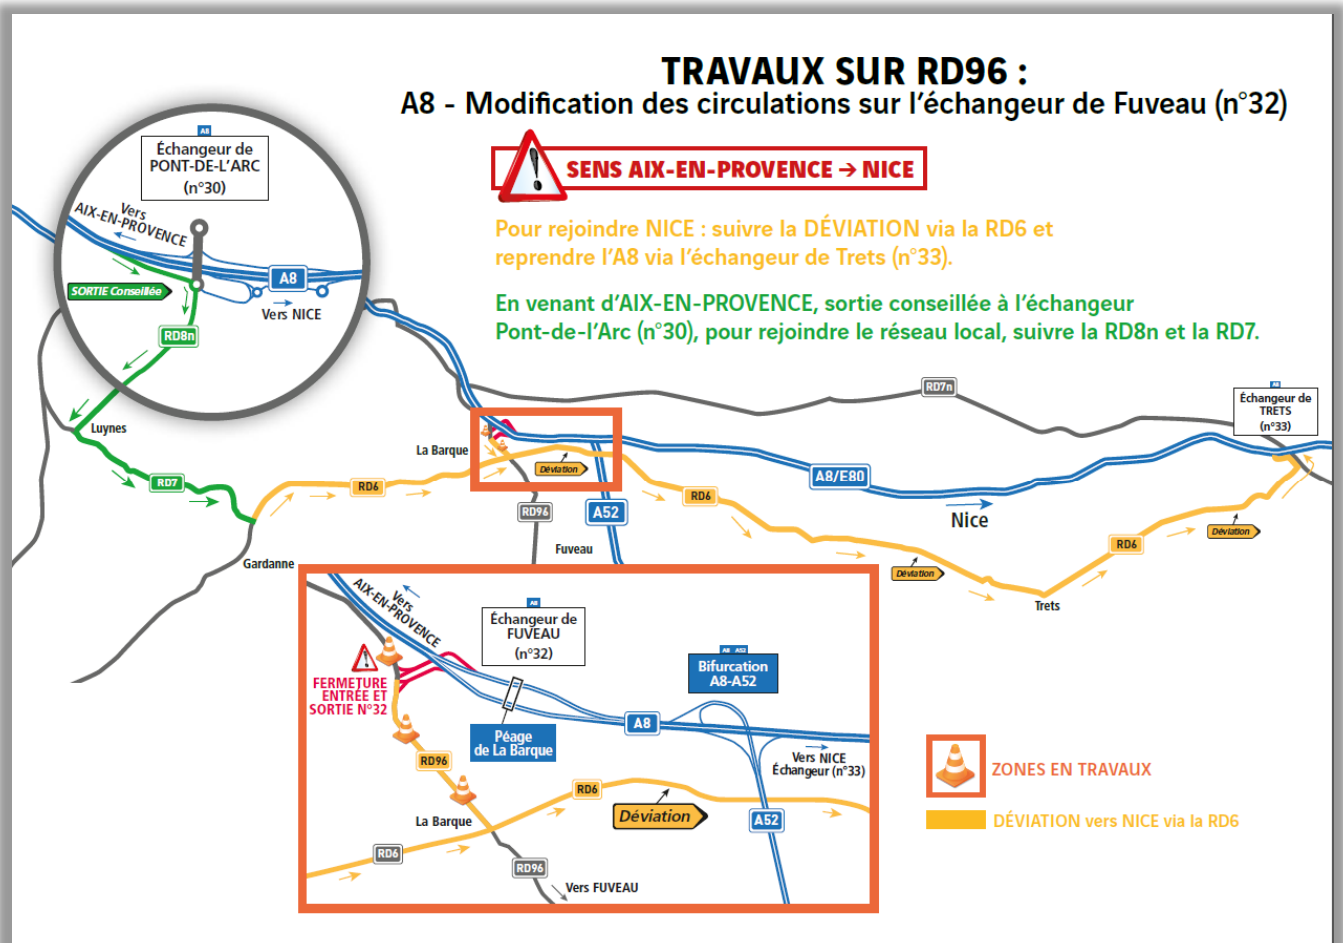 TRAVAUX SUR RD96 :
A8 - Modification des circulations sur l'échangeur de Fuveau (n°32)
SENS AIX-EN-PROVENCE → NICE
Pour rejoindre NICE : suivre la DÉVIATION via la RD6 et
reprendre l'A8 via l'échangeur de Trets (n°33).
En venant d'AIX-EN-PROVENCE, sortie conseillée à l'échangeur
Pont-de-l'Arc (n°30), pour rejoindre le réseau local, suivre la RD8n et la RD7.
A8
Échangeur de
PONT-DE-L'ARC
(n°30)
Vers
AIX-EN-PROVENCE
A8
SORTIE Conseillée
Vers NICE
RD8n
Luynes
RD7
Gardanne
RD6
La Barque
Déviation
RD96
A52
Fuveau
RD7n
A8
Échangeur de
TRETS
(n°33)
A8/E80
Nice
RD6
Déviation
RD6
Déviation
Trets
Vers
AIX-EN-PROVENCE
A8
Échangeur de
FUVEAU
(n°32)
A8 A52
Bifurcation
A8-A52
FERMETURE
ENTRÉE ET
SORTIE N°32
Péage
de La Barque
A8
Vers NICE
Échangeur (n°33)
RD96
RD6
La Barque
Déviation
A52
RD6
RD96
Vers FUVEAU
ZONES EN TRAVAUX
DÉVIATION vers NICE via la RD6